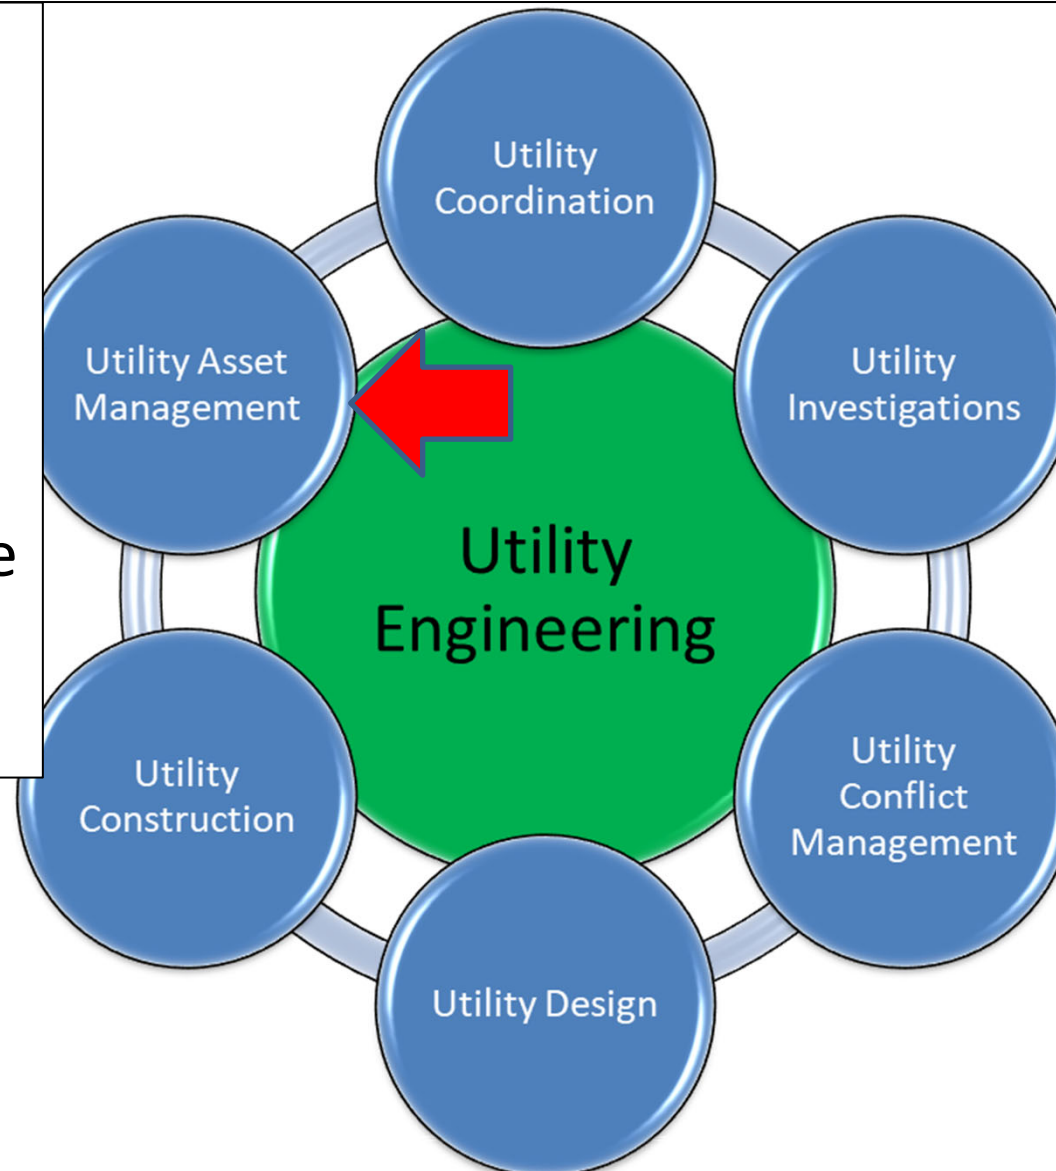 Utility
Coordination
Utility Asset
Management
Utility
Investigations
e
Utility
Engineering
Utility
Construction
Utility
Conflict
Management
Utility Design